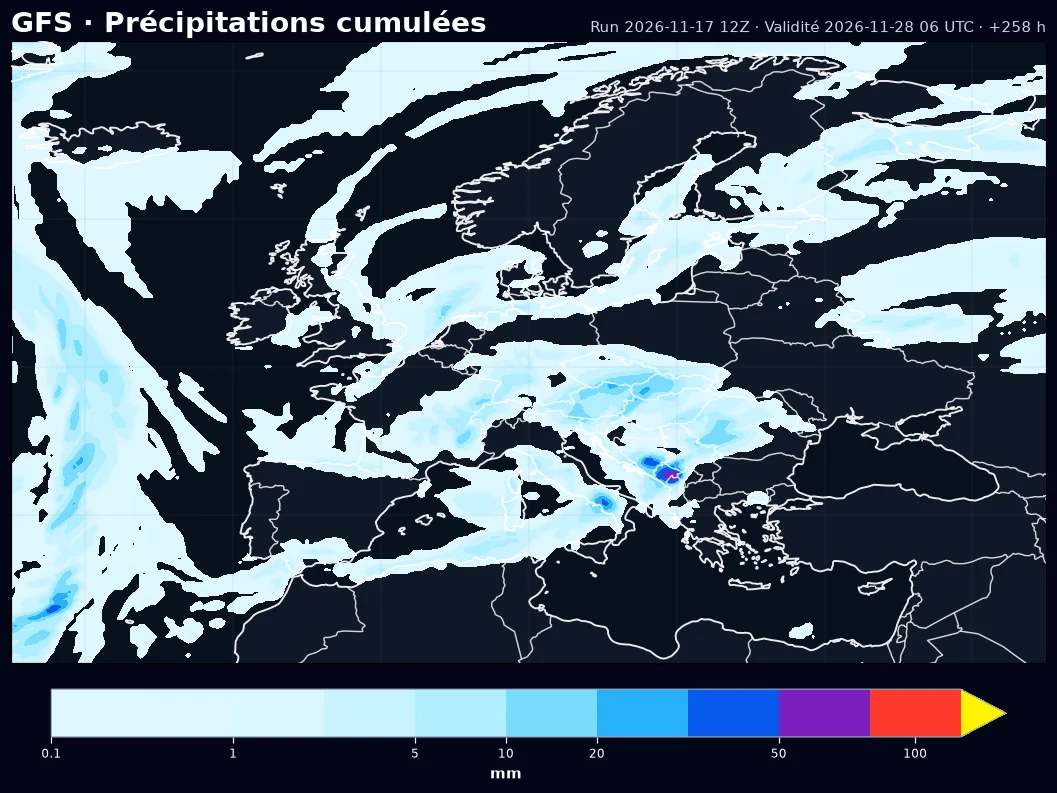 GFS · Précipitations cumulées
Run 2026-11-17 12Z · Validité 2026-11-28 06 UTC · +258 h
0.1 1 5 10 20 50 100
mm